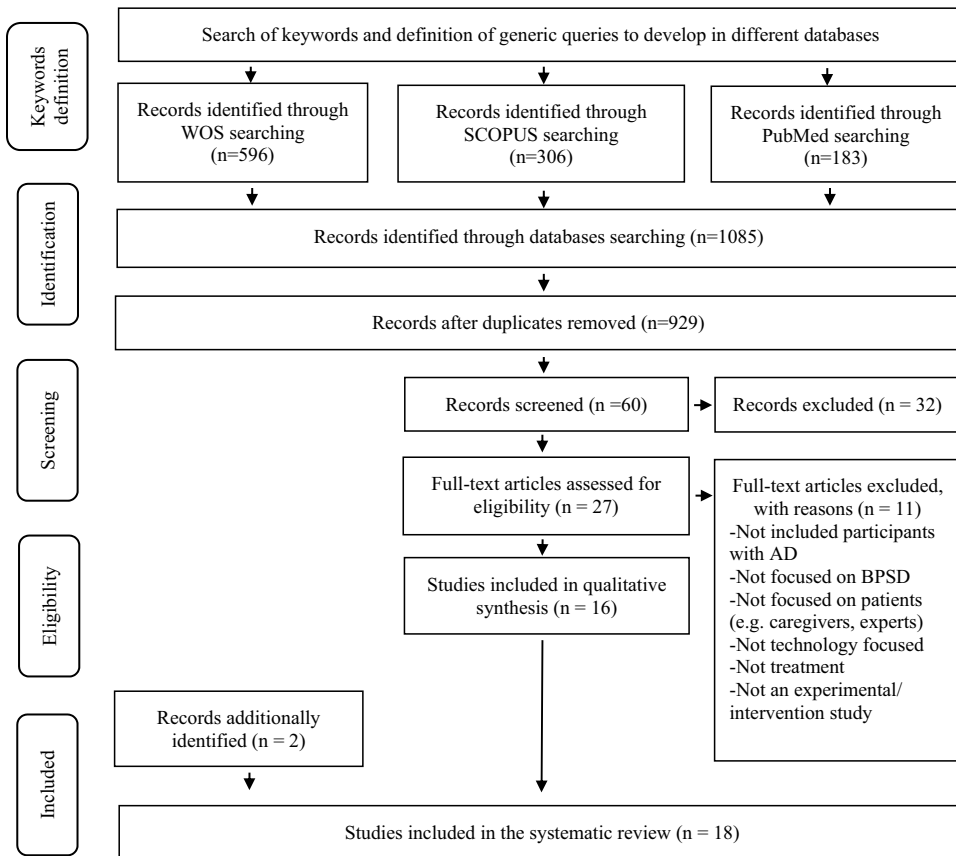 Keywords
definition
Search of keywords and definition of generic queries to develop in different databases
Records identified through
WOS searching
(n=596)
Records identified through
SCOPUS searching
(n=306)
Records identified through
PubMed searching
(n=183)
Identification
Records identified through databases searching (n=1085)
Records after duplicates removed (n=929)
Screening
Records screened (n =60)
Records excluded (n = 32)
Full-text articles assessed for
eligibility (n = 27)
Full-text articles excluded,
with reasons (n = 11)
-Not included participants
with AD
-Not focused on BPSD
-Not focused on patients
(e.g. caregivers, experts)
-Not technology focused
-Not treatment
-Not an experimental/
intervention study
Eligibility
Studies included in qualitative
synthesis (n = 16)
Included
Records additionally
identified (n = 2)
Studies included in the systematic review (n = 18)